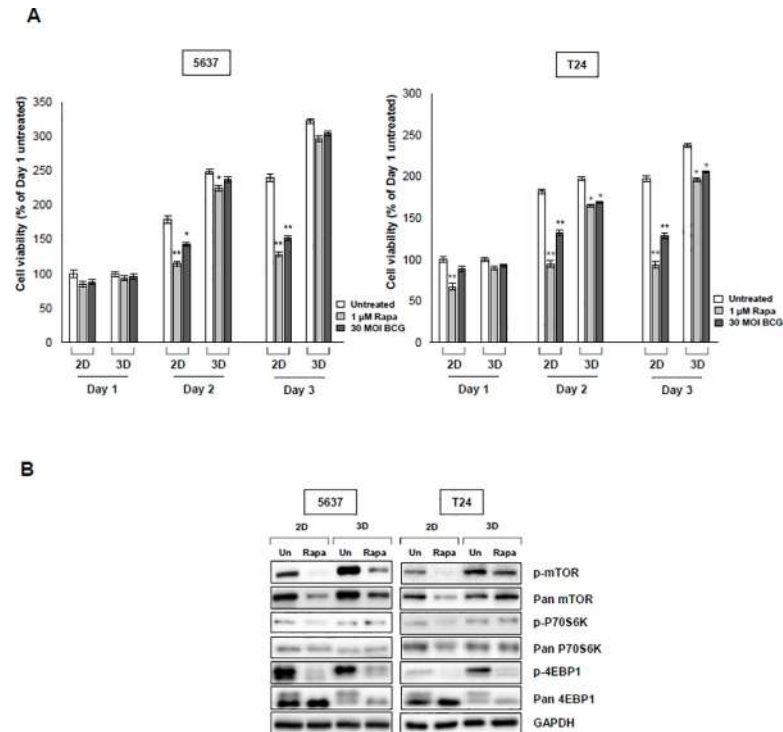 A
5637
T24
Cell viability (% of Day 1 untreated)
350
300
250
200
150
100
50
0
**
*
*
**
**
Untreated
1 µM Rapa
30 MOI BCG
2D 3D 2D 3D 2D 3D
Day 1 Day 2 Day 3
Cell viability (% of Day 1 untreated)
300
250
200
150
100
50
0
**
**
**
*
*
**
**
*
*
Untreated
1 µM Rapa
30 MOI BCG
2D 3D 2D 3D 2D 3D
Day 1 Day 2 Day 3
B
5637 T24
2D 3D 2D 3D
Un Rapa Un Rapa Un Rapa Un Rapa
p-mTOR
Pan mTOR
p-P70S6K
Pan P70S6K
p-4EBP1
Pan 4EBP1
GAPDH